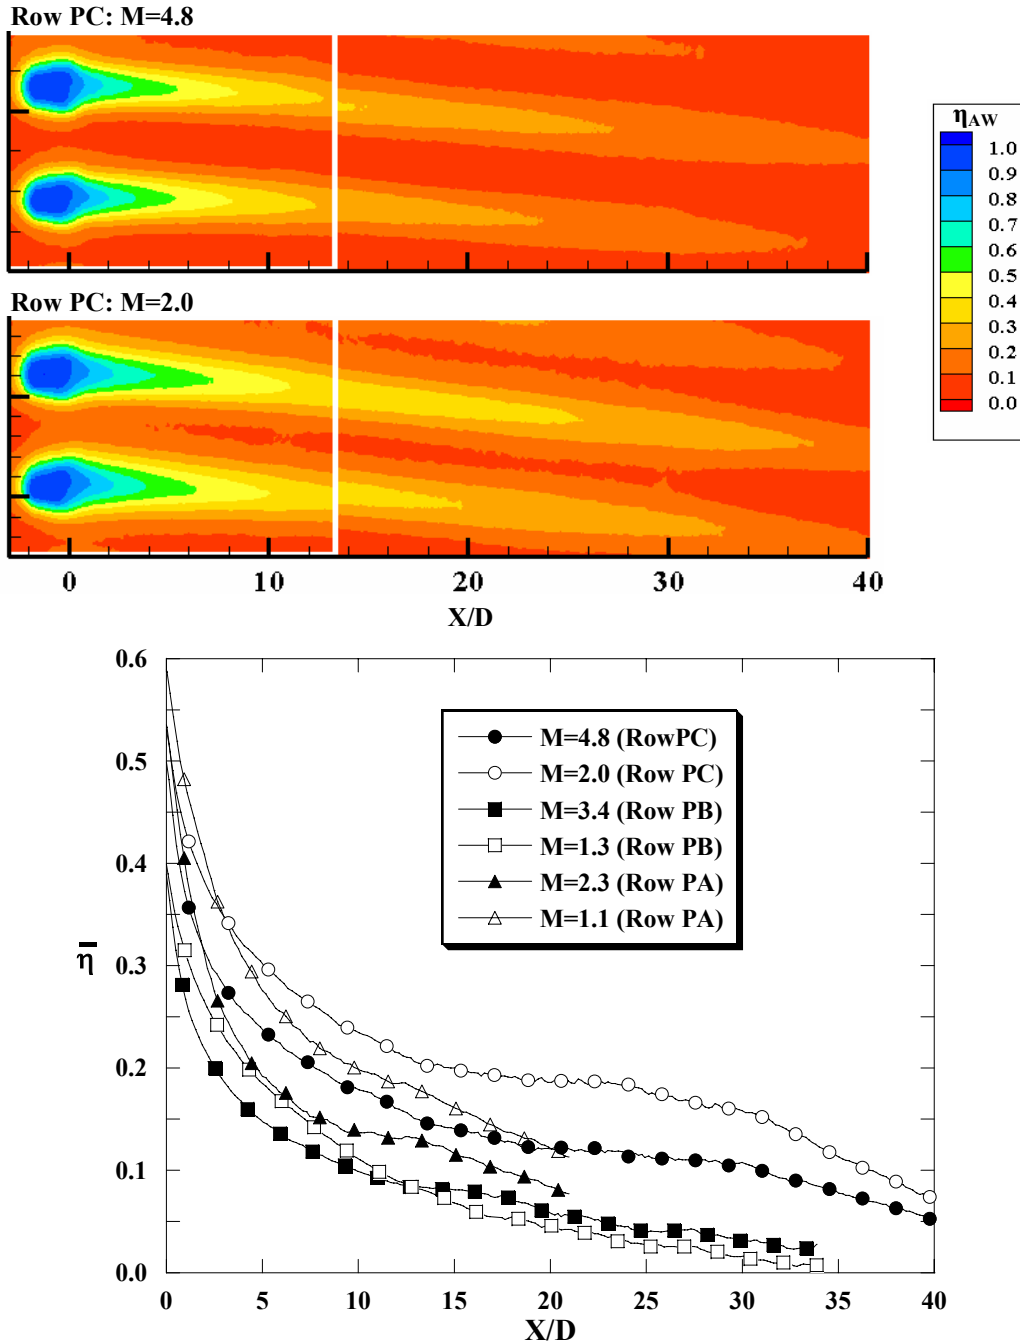 Row PC: M=4.8
ηAW
1.0
0.9
0.8
0.7
0.6
0.5
0.4
0.3
0.2
0.1
0.0
Row PC: M=2.0
0 10 20 30 40
X/D
0.6
0.5
0.4
0.3
0.2
0.1
0.0
η̄
M=4.8 (RowPC)
M=2.0 (Row PC)
M=3.4 (Row PB)
M=1.3 (Row PB)
M=2.3 (Row PA)
M=1.1 (Row PA)
0 5 10 15 20 25 30 35 40
X/D